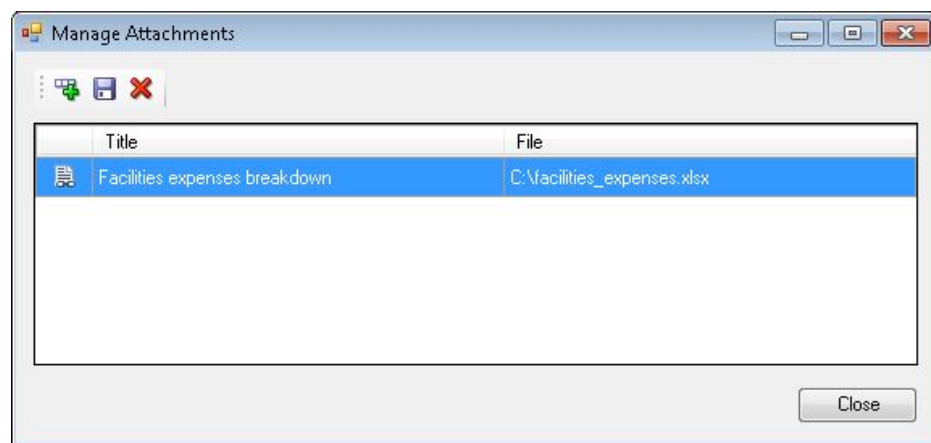 Manage Attachments
Title File
Facilities expenses breakdown C:\facilities_expenses.xlsx
Close